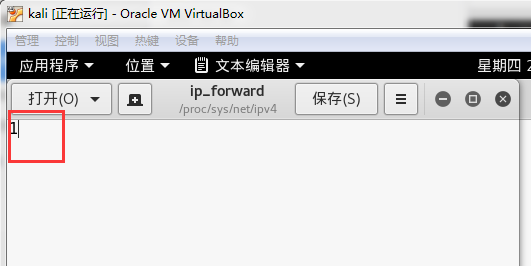 kali [正在运行] - Oracle VM VirtualBox
管理 控制 视图 热键 设备 帮助
应用程序 位置 文本编辑器 星期四 2
打开(O) ip_forward 保存(S)
/proc/sys/net/ipv4
1